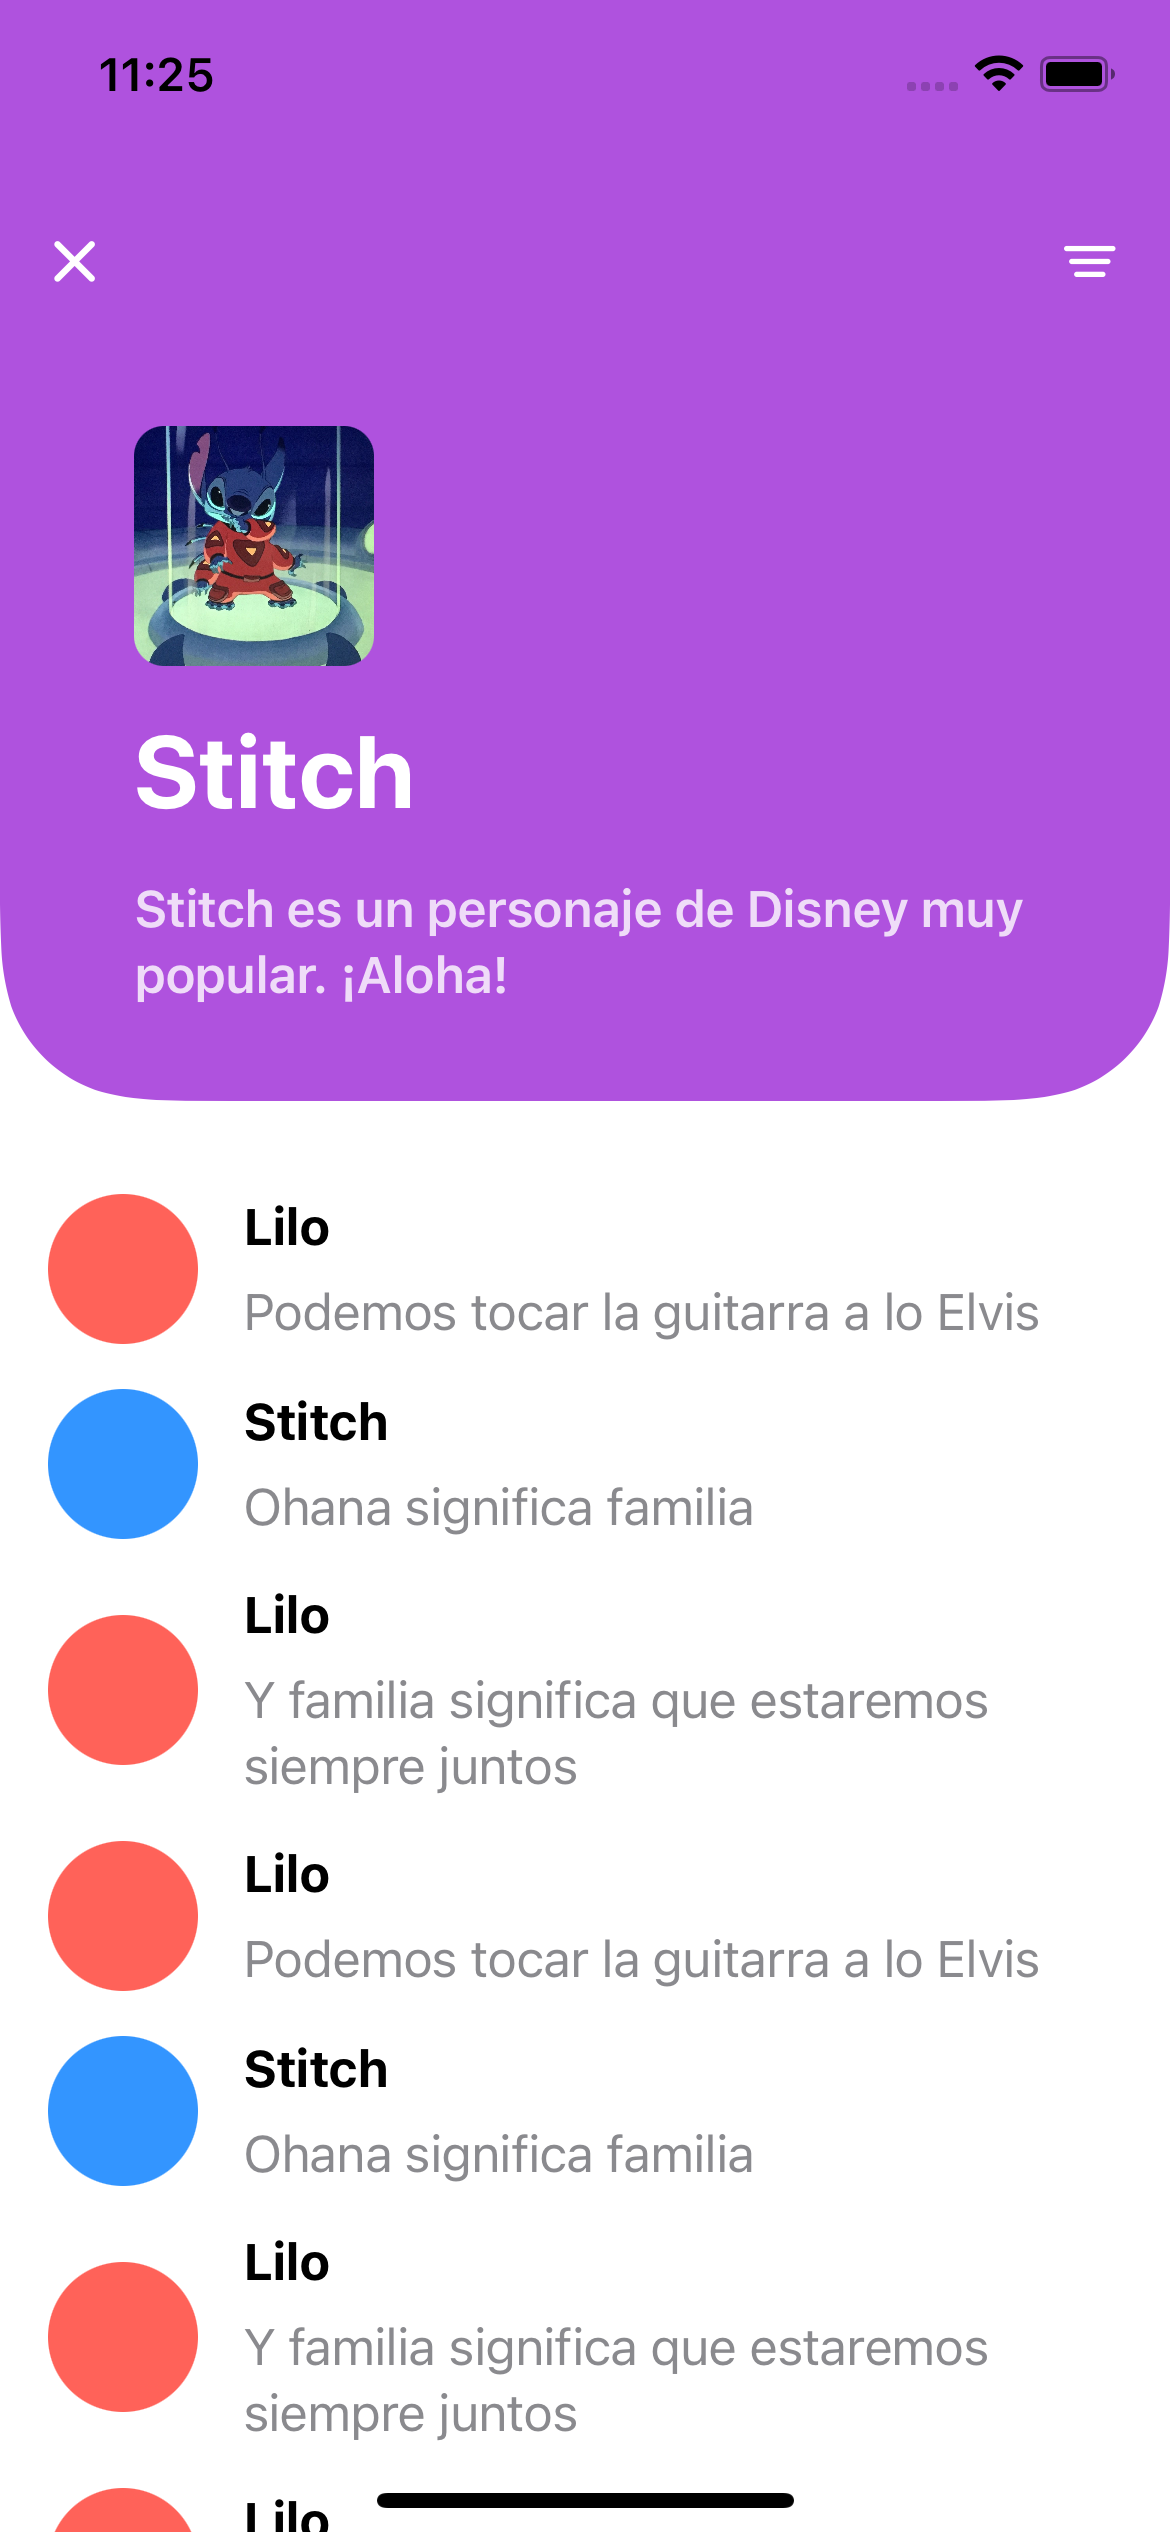 11:25
Stitch
Stitch es un personaje de Disney muy
popular. ¡Aloha!
Lilo
Podemos tocar la guitarra a lo Elvis
Stitch
Ohana significa familia
Lilo
Y familia significa que estaremos
siempre juntos
Lilo
Podemos tocar la guitarra a lo Elvis
Stitch
Ohana significa familia
Lilo
Y familia significa que estaremos
siempre juntos
Lilo